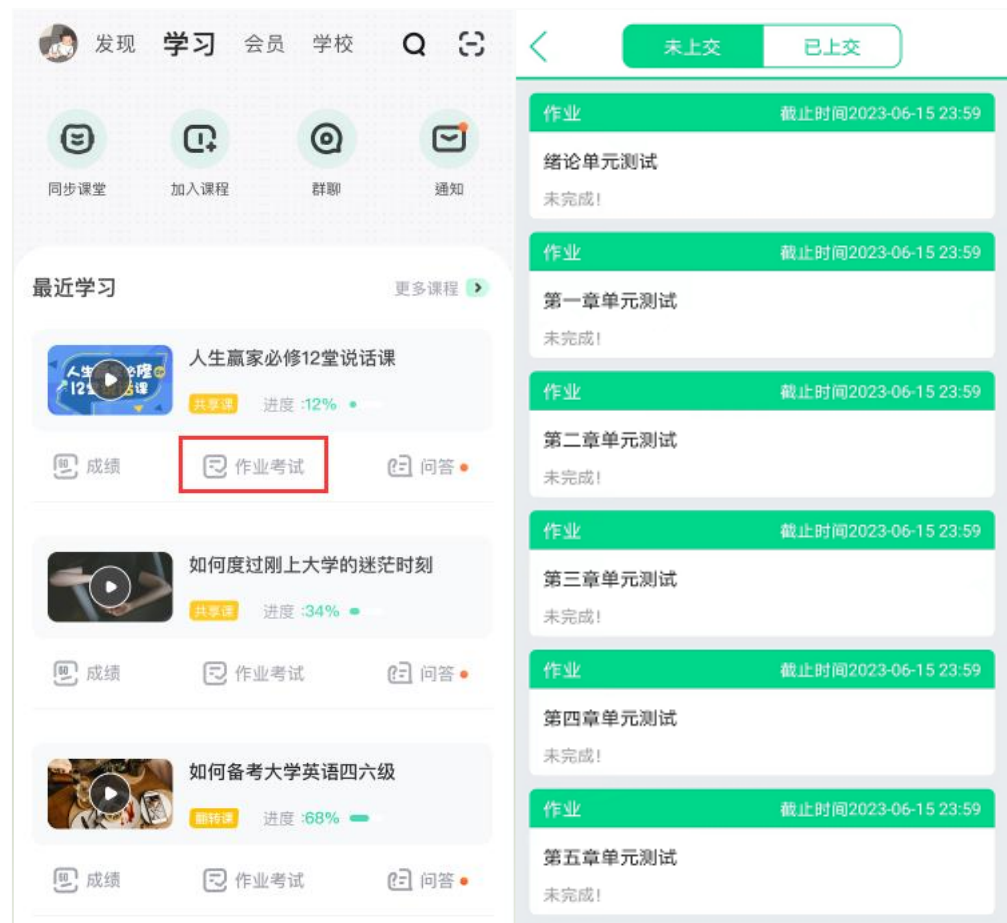 发现 学习 会员 学校
同步课堂 加入课程 群聊 通知
最近学习 更多课程
人生赢家必修12堂说话课
共享课 进度 :12%
成绩 作业考试 问答
如何度过刚上大学的迷茫时刻
共享课 进度 :34%
成绩 作业考试 问答
如何备考大学英语四六级
翻转课 进度 :68%
成绩 作业考试 问答
未上交 已上交
作业 截止时间2023-06-15 23:59
绪论单元测试
未完成!
作业 截止时间2023-06-15 23:59
第一章单元测试
未完成!
作业 截止时间2023-06-15 23:59
第二章单元测试
未完成!
作业 截止时间2023-06-15 23:59
第三章单元测试
未完成!
作业 截止时间2023-06-15 23:59
第四章单元测试
未完成!
作业 截止时间2023-06-15 23:59
第五章单元测试
未完成!